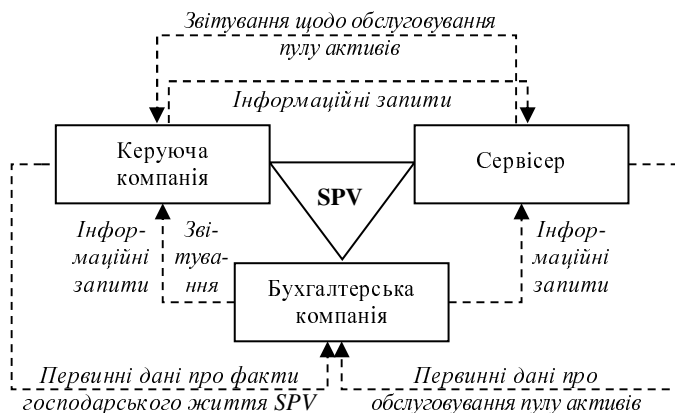 Звітування щодо обслуговування
пулу активів
Інформаційні запити
Керуюча
компанія
Сервісер
SPV
Інфор-
маційні
запити
Зві-
тува-
ння
Інфор-
маційні
запити
Бухгалтерська
компанія
Первинні дані про факти
господарського життя SPV
Первинні дані про
обслуговування пулу активів